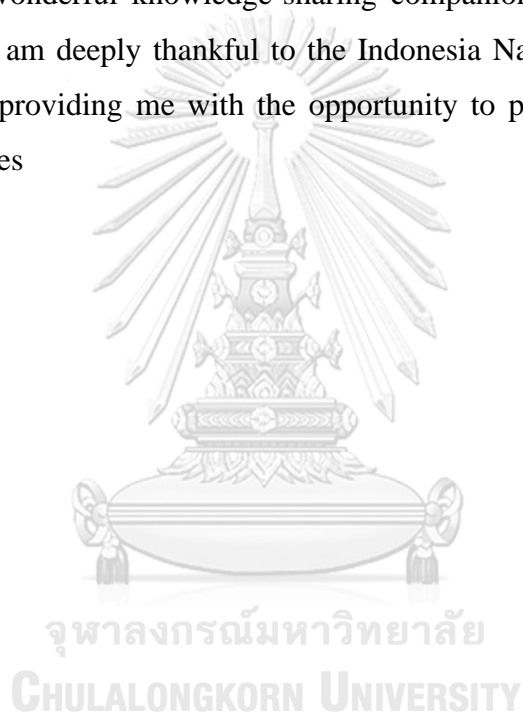 wonderful knowledge sharing companion
am deeply thankful to the Indonesia Na
providing me with the opportunity to p
es
จุฬาลงกรณ์มหาวิทยาลัย
CHULALONGKORN UNIVERSITY